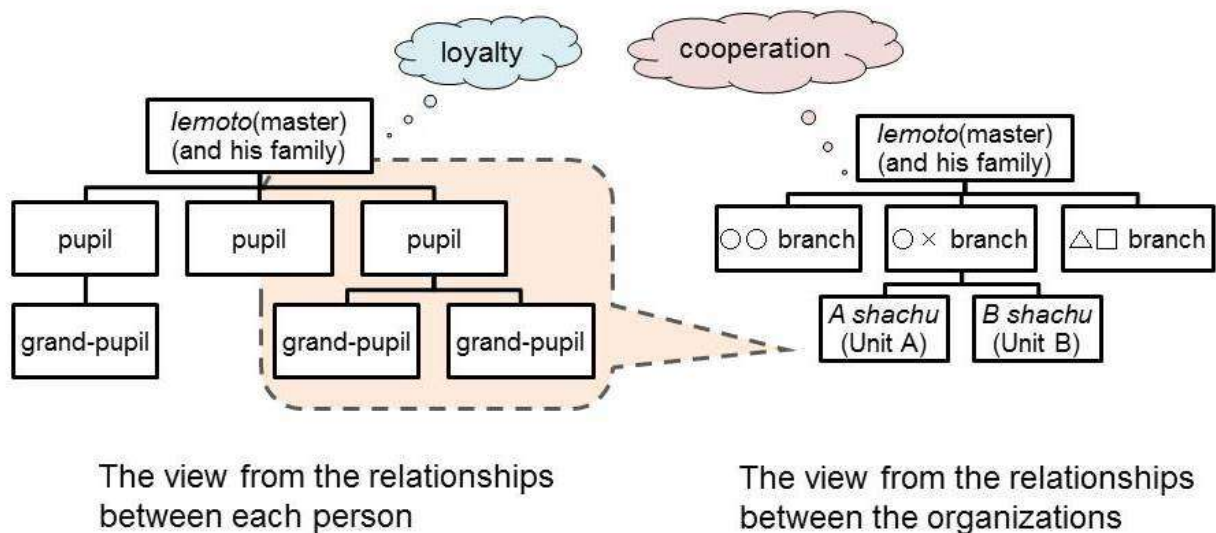 loyalty
cooperation
Iemoto(master)
(and his family)
pupil
pupil
pupil
grand-pupil
grand-pupil
grand-pupil
Iemoto(master)
(and his family)
○○ branch
○× branch
△□ branch
A shachu
(Unit A)
B shachu
(Unit B)
The view from the relationships
between each person
The view from the relationships
between the organizations